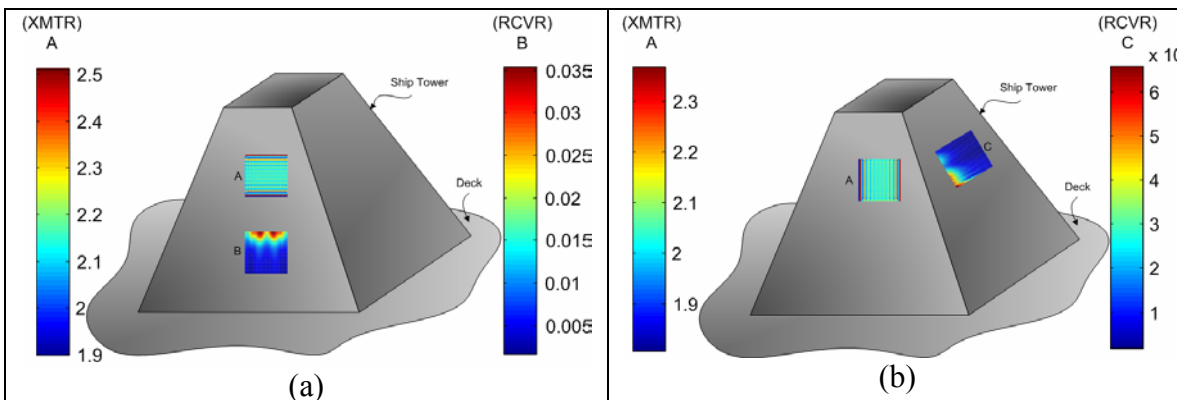 (XMTR)
A
2.5
2.4
2.3
2.2
2.1
2
1.9
(RCVR)
B
0.035
0.03
0.025
0.02
0.015
0.01
0.005
Ship Tower
Deck
A
B
(a)
(XMTR)
A
2.3
2.2
2.1
2
1.9
(RCVR)
C
x 10
6
5
4
3
2
1
Ship Tower
Deck
A
C
(b)